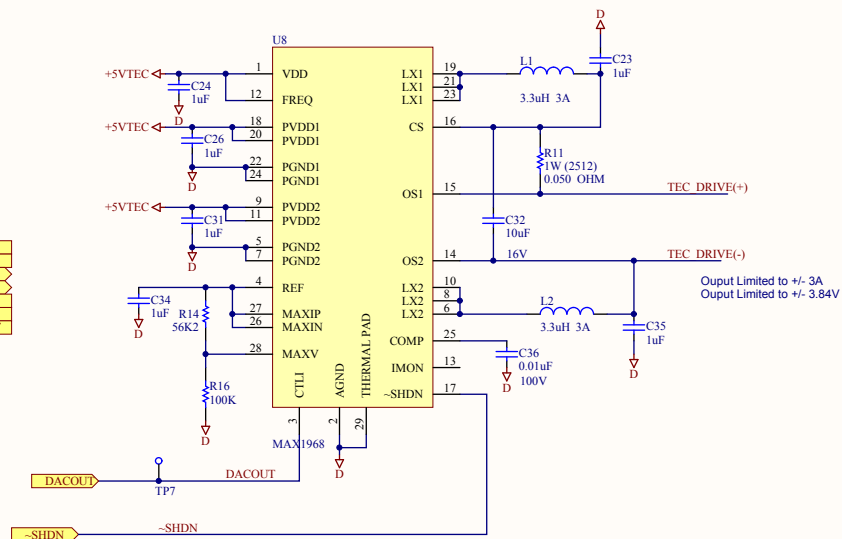 D
U8
+5VTEC
1
VDD
LX1
19
L1
C23
1uF
C24
1uF
D
12
FREQ
LX1
21
LX1
23
3.3uH 3A
+5VTEC
18
PVDD1
20
PVDD1
CS
16
C26
1uF
R11
1W (2512)
0.050 OHM
22
PGND1
24
PGND1
D
OS1
15
TEC_DRIVE(+)
+5VTEC
9
PVDD2
11
PVDD2
C31
1uF
C32
10uF
5
PGND2
7
PGND2
D
OS2
14
16V
TEC_DRIVE(-)
Ouput Limited to +/- 3A
Ouput Limited to +/- 3.84V
4
REF
LX2
10
LX2
8
LX2
6
L2
3.3uH 3A
C34
1uF
D
R14
56K2
27
MAXIP
26
MAXIN
C35
1uF
D
28
MAXV
COMP
25
C36
0.01uF
100V
D
IMON
13
R16
100K
D
~SHDN
17
CTLI
AGND
THERMAL PAD
3
2
29
MAX1968
D
DACOUT
TP7
DACOUT
~SHDN
~SHDN